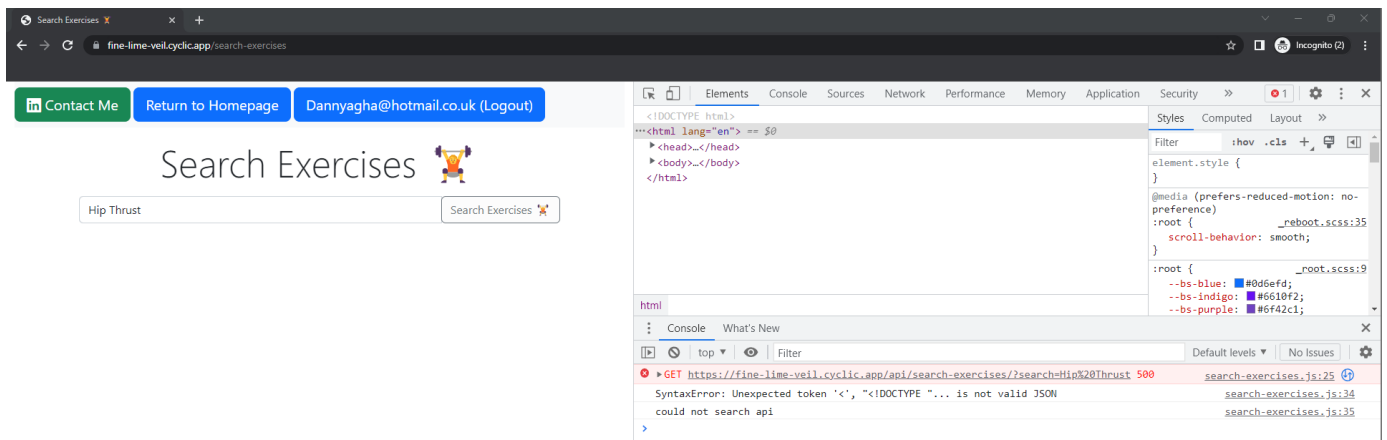 Search Exercises 🏋
fine-lime-veil.cyclic.app/search-exercises
Incognito (2)
in Contact Me
Return to Homepage
Dannyagha@hotmail.co.uk (Logout)
Search Exercises 🏋
Hip Thrust
Search Exercises 🏋
Elements Console Sources Network Performance Memory Application Security » 1
<!DOCTYPE html>
···<html lang="en"> == $0
<head>…</head>
<body>…</body>
</html>
html
Styles Computed Layout »
Filter :hov .cls +
element.style {
}
@media (prefers-reduced-motion: no-
preference)
:root { _reboot.scss:35
scroll-behavior: smooth;
}
:root { _root.scss:9
--bs-blue: #0d6efd;
--bs-indigo: #6610f2;
--bs-purple: #6f42c1;
Console What's New
top ▼ Filter Default levels ▼ No Issues
GET https://fine-lime-veil.cyclic.app/api/search-exercises/?search=Hip%20Thrust 500 search-exercises.js:25
SyntaxError: Unexpected token '<', "<!DOCTYPE "... is not valid JSON search-exercises.js:34
could not search api search-exercises.js:35